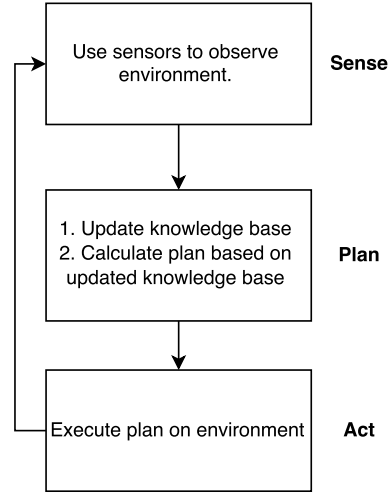 Use sensors to observe
environment.
Sense
1. Update knowledge base
2. Calculate plan based on
updated knowledge base
Plan
Execute plan on environment
Act